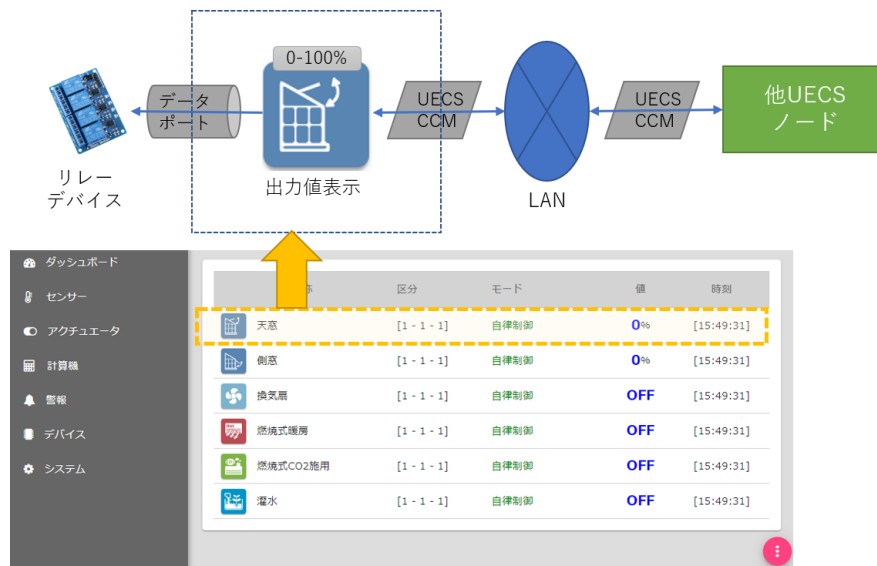 0-100%
データ
ポート
UECS
CCM
UECS
CCM
他UECS
ノード
リレー
デバイス
出力値表示
LAN
ダッシュボード
センサー
アクチュエータ
計算機
警報
デバイス
システム
区分 モード 値 時刻
天窓 [1 - 1 - 1] 自律制御 0% [15:49:31]
側窓 [1 - 1 - 1] 自律制御 0% [15:49:31]
換気扇 [1 - 1 - 1] 自律制御 OFF [15:49:31]
燃焼式暖房 [1 - 1 - 1] 自律制御 OFF [15:49:31]
燃焼式CO2施用 [1 - 1 - 1] 自律制御 OFF [15:49:31]
灌水 [1 - 1 - 1] 自律制御 OFF [15:49:31]